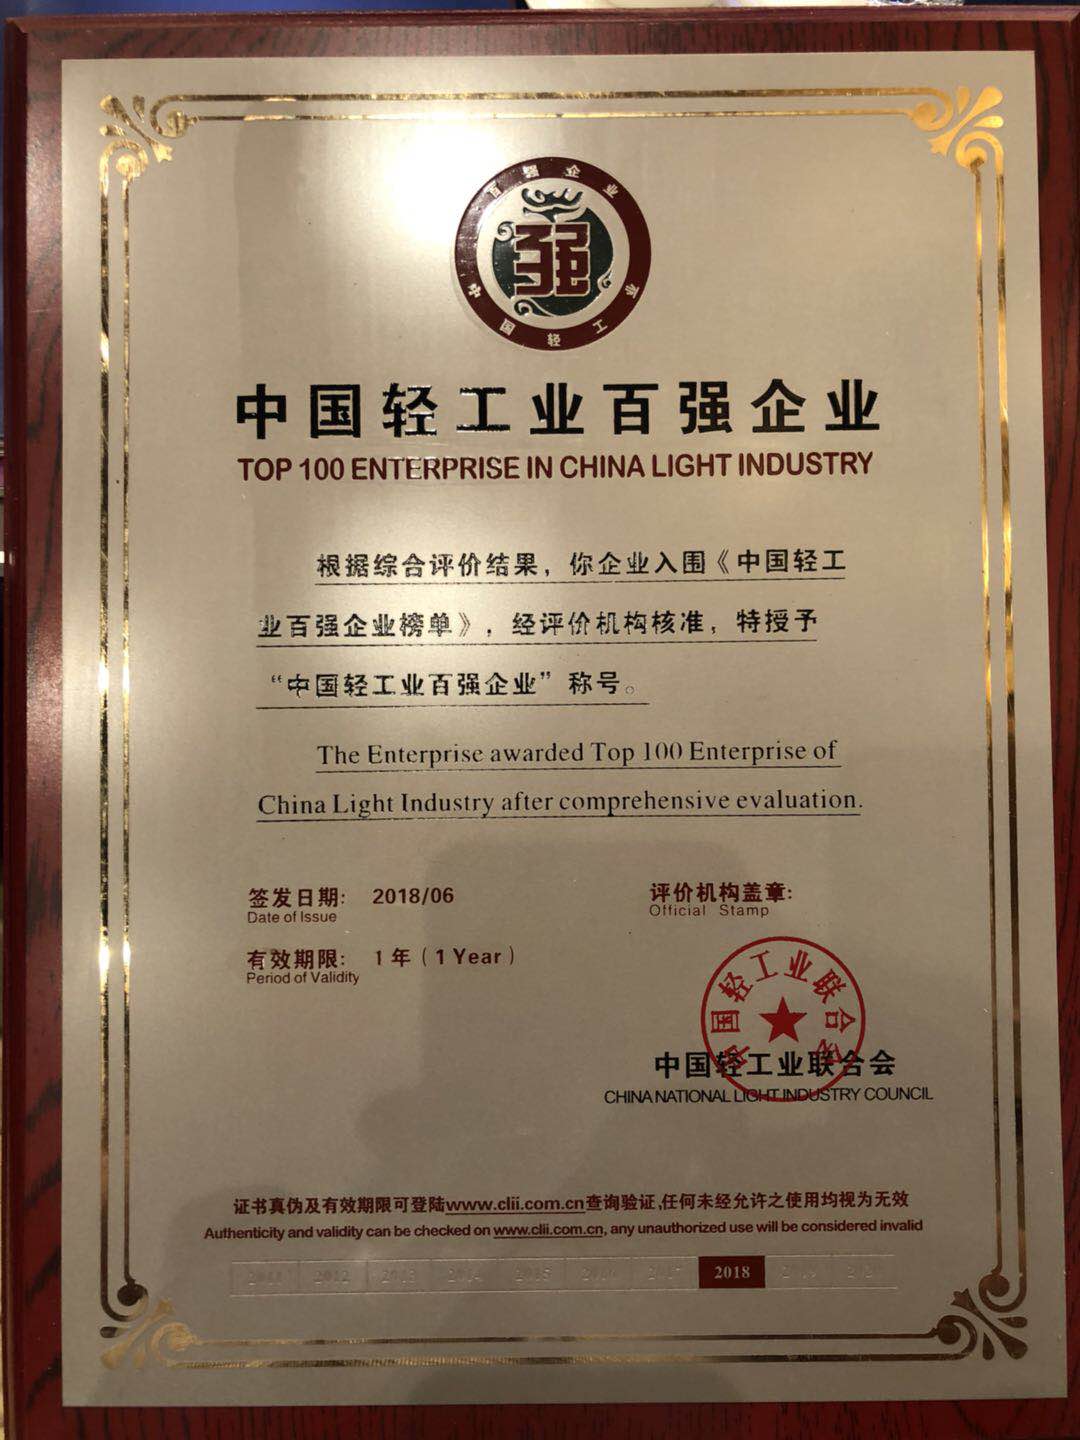 百强企业
强
中国轻工业
中国轻工业百强企业
TOP 100 ENTERPRISE IN CHINA LIGHT INDUSTRY
根据综合评价结果，你企业入围《中国轻工
业百强企业榜单》，经评价机构核准，特授予
“中国轻工业百强企业”称号。
The Enterprise awarded Top 100 Enterprise of
China Light Industry after comprehensive evaluation.
签发日期： 2018/06
Date of Issue
有效期限： 1 年（1 Year）
Period of Validity
评价机构盖章:
Official Stamp
中国轻工业联合会
中国轻工业联合会
CHINA NATIONAL LIGHT INDUSTRY COUNCIL
证书真伪及有效期限可登陆www.clii.com.cn查询验证,任何未经允许之使用均视为无效
Authenticity and validity can be checked on www.clii.com.cn, any unauthorized use will be considered invalid
2011 2012 2013 2014 2015 2016 2017 2018 2019